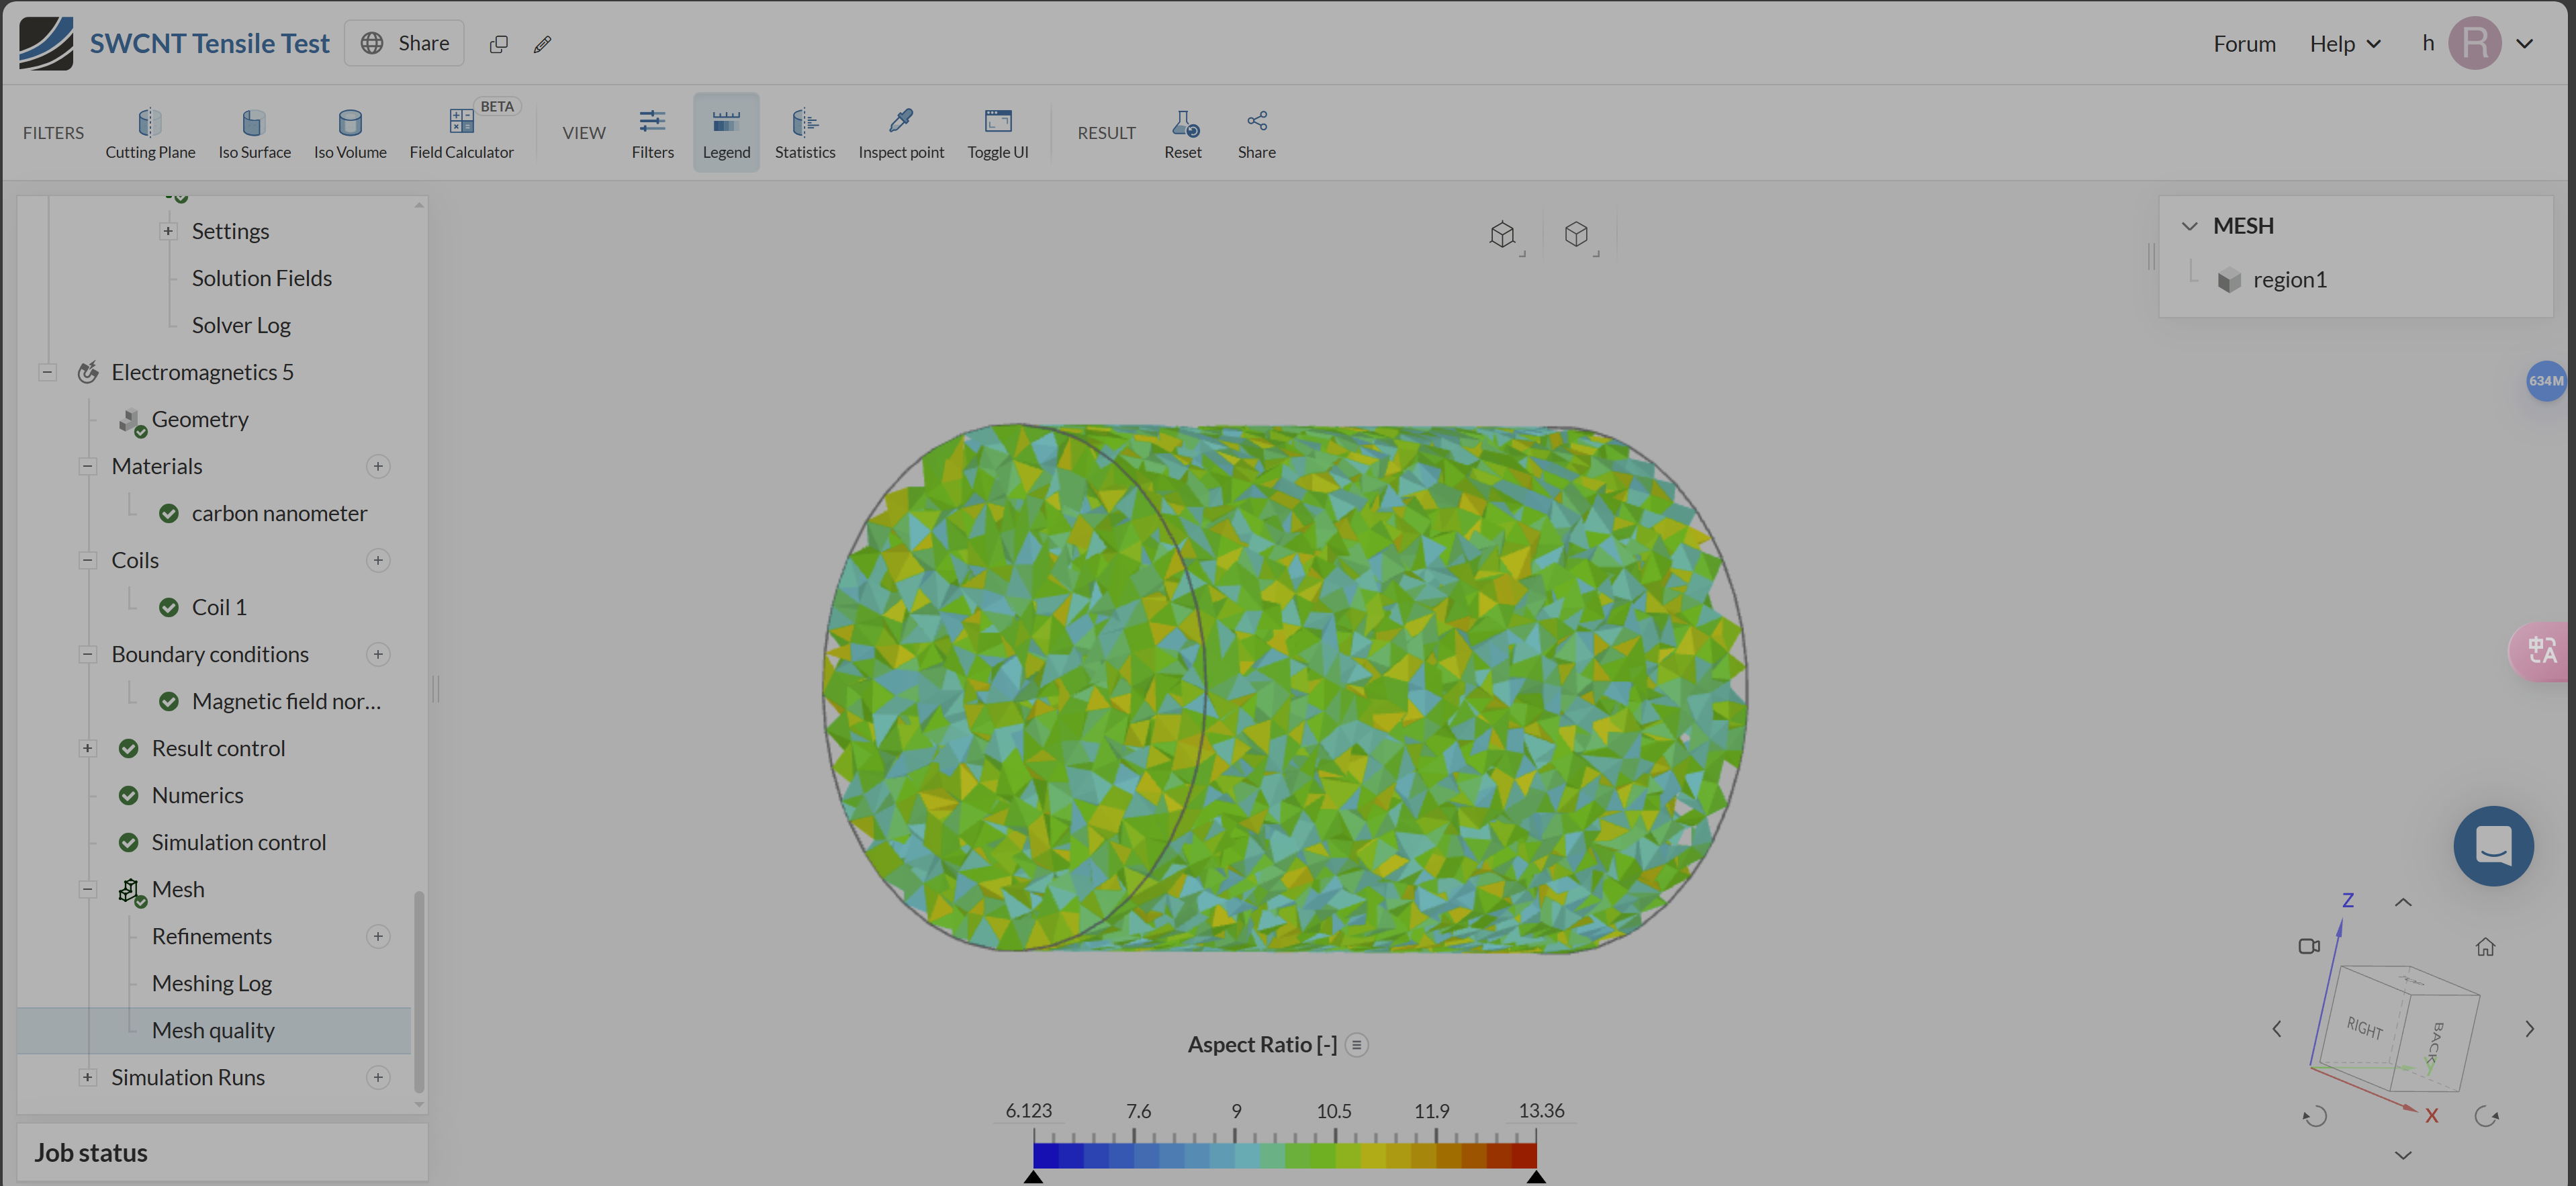 SWCNT Tensile Test
Share
Forum
Help
h
R
FILTERS
Cutting Plane
Iso Surface
Iso Volume
BETA
Field Calculator
VIEW
Filters
Legend
Statistics
Inspect point
Toggle UI
RESULT
Reset
Share
Settings
Solution Fields
Solver Log
Electromagnetics 5
Geometry
Materials
carbon nanometer
Coils
Coil 1
Boundary conditions
Magnetic field nor...
Result control
Numerics
Simulation control
Mesh
Refinements
Meshing Log
Mesh quality
Simulation Runs
Job status
MESH
region1
634M
中
A
Z
RIGHT
BACK
Y
X
Aspect Ratio [-]
6.123 7.6 9 10.5 11.9 13.36